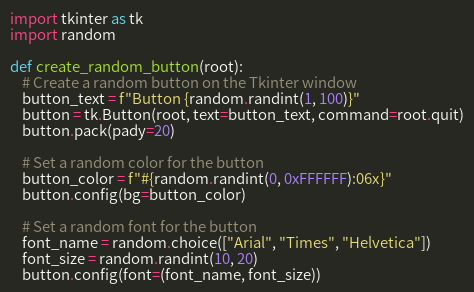 import tkinter as tk
import random

def create_random_button(root):
    # Create a random button on the Tkinter window
    button_text = f"Button {random.randint(1, 100)}"
    button = tk.Button(root, text=button_text, command=root.quit)
    button.pack(pady=20)

    # Set a random color for the button
    button_color = f"#{random.randint(0, 0xFFFFFF):06x}"
    button.config(bg=button_color)

    # Set a random font for the button
    font_name = random.choice(["Arial", "Times", "Helvetica"])
    font_size = random.randint(10, 20)
    button.config(font=(font_name, font_size))